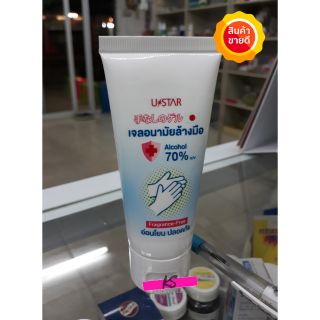 สินค้า
ขายดี
U★STAR
เจลอนามัยล้างมือ
Alcohol
70% v/v
Fragrance-Free
อ่อนโยน ปลอดภัย
KS